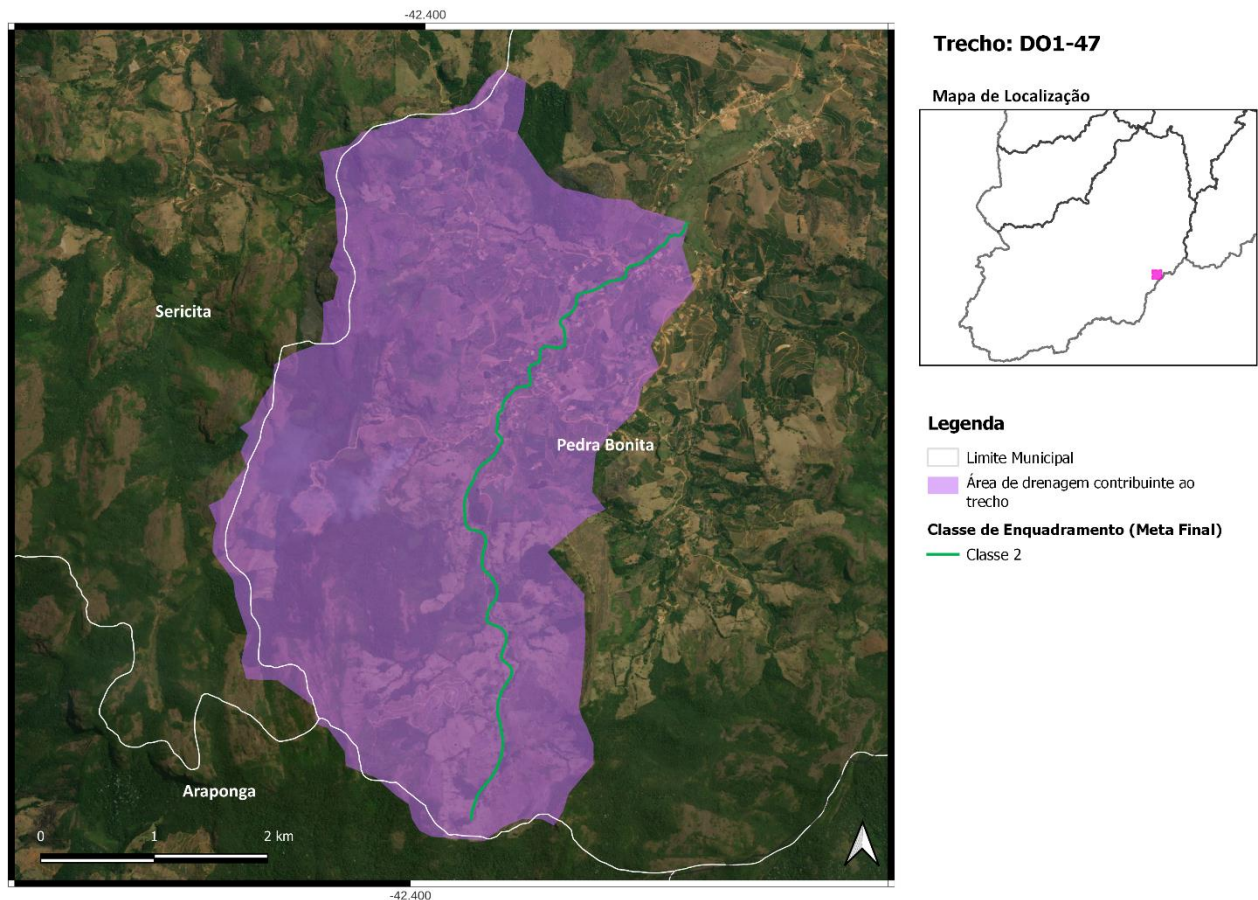 -42.400
Trecho: DO1-47
Mapa de Localização
Sericita
Pedra Bonita
Legenda
Limite Municipal
Área de drenagem contribuinte ao
trecho
Classe de Enquadramento (Meta Final)
Classe 2
Araponga
0 1 2 km
-42.400